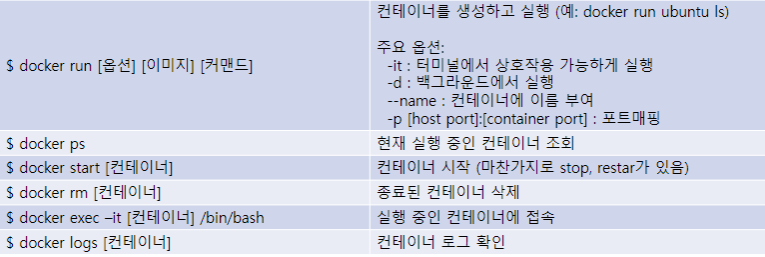 $ docker run [옵션] [이미지] [커맨드]
컨테이너를 생성하고 실행 (예: docker run ubuntu ls)
주요 옵션:
-it : 터미널에서 상호작용 가능하게 실행
-d : 백그라운드에서 실행
--name : 컨테이너에 이름 부여
-p [host port]:[container port] : 포트매핑
$ docker ps
현재 실행 중인 컨테이너 조회
$ docker start [컨테이너]
컨테이너 시작 (마찬가지로 stop, restar가 있음)
$ docker rm [컨테이너]
종료된 컨테이너 삭제
$ docker exec –it [컨테이너] /bin/bash
실행 중인 컨테이너에 접속
$ docker logs [컨테이너]
컨테이너 로그 확인